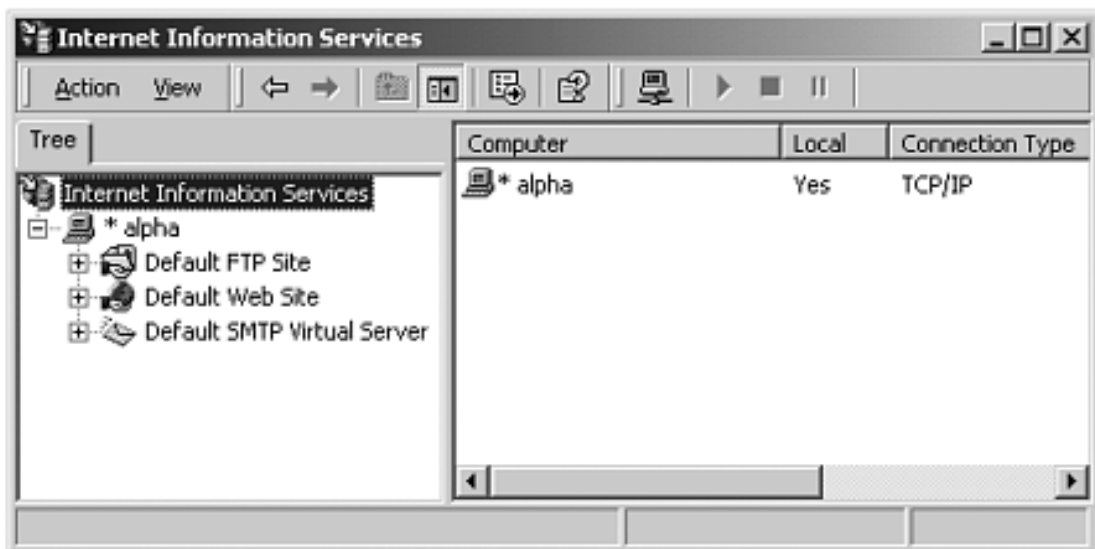 Internet Information Services
Action View
Tree
Computer Local Connection Type
Internet Information Services
* alpha
Default FTP Site
Default Web Site
Default SMTP Virtual Server
* alpha Yes TCP/IP